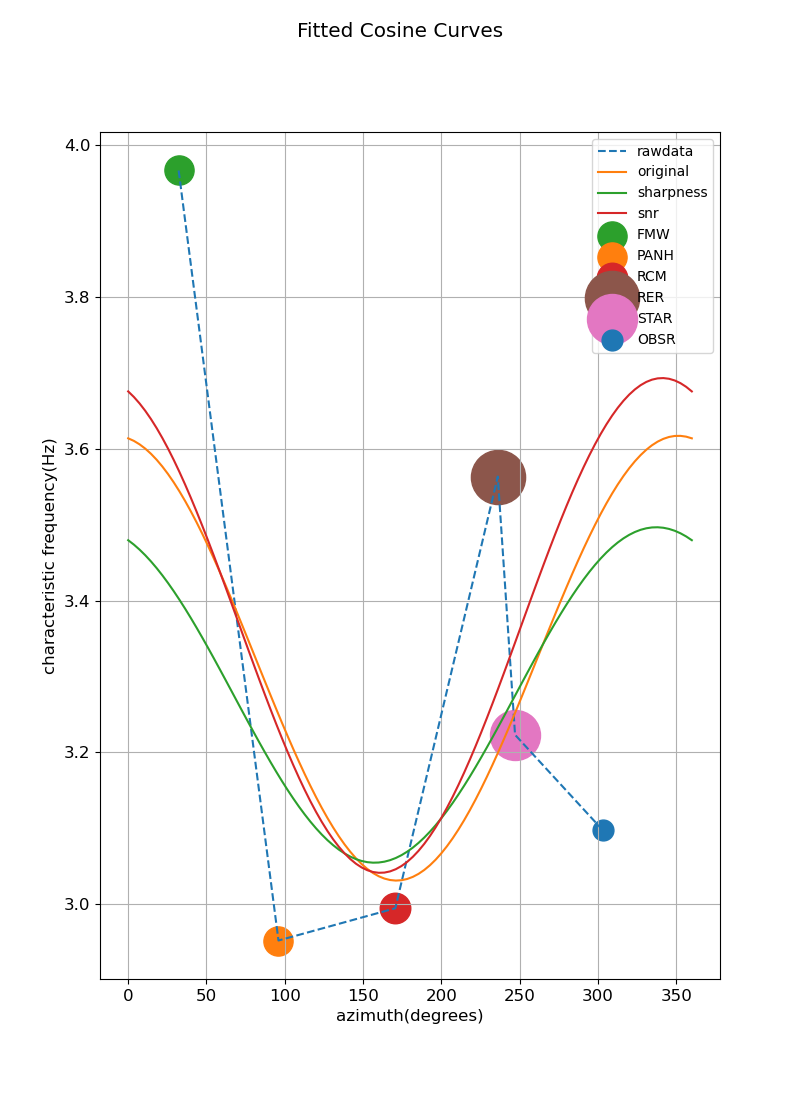 Fitted Cosine Curves
4.0
3.8
3.6
3.4
3.2
3.0
characteristic frequency(Hz)
rawdata
original
sharpness
snr
FMW
PANH
RCM
RER
STAR
OBSR
0 50 100 150 200 250 300 350
azimuth(degrees)